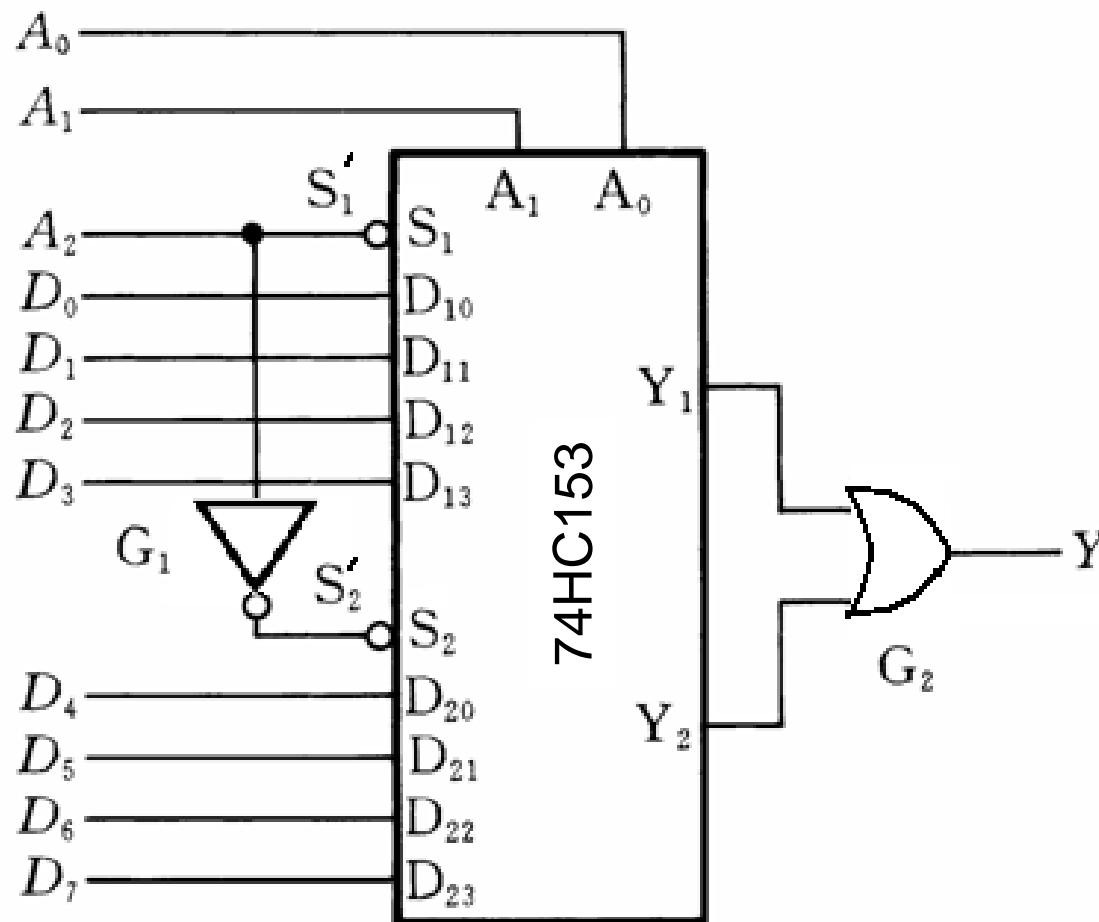 A₀
A₁
S₁′ A₁ A₀
A₂ S₁
D₀ D₁₀
D₁ D₁₁
D₂ D₁₂
D₃ D₁₃
Y₁
74HC153
G₁
S₂′
S₂
Y
G₂
D₄ D₂₀
Y₂
D₅ D₂₁
D₆ D₂₂
D₇ D₂₃